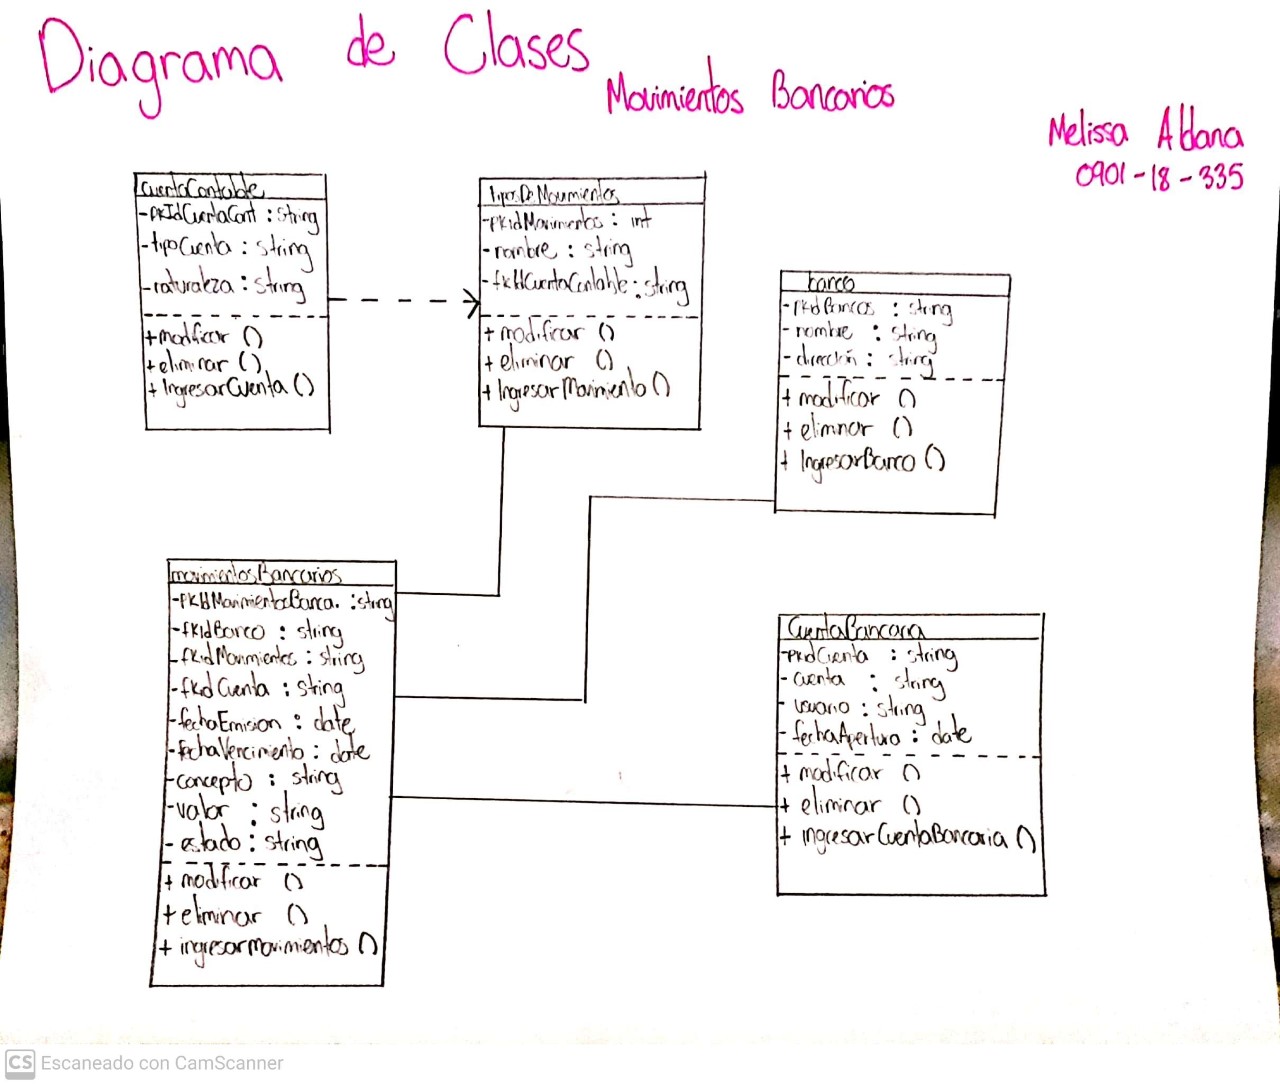 Diagrama de Clases
Movimientos Bancarios
Melissa Aldana
0901-18-335
CuentaContable
-pkIdCuentaCont : string
-tipoCuenta : string
-naturaleza : string
+modificar ()
+eliminar ()
+IngresarCuenta ()
TiposDeMovimientos
-pkidMovimientos : int
-nombre : string
-fkIdCuentaContable : string
+modificar ()
+eliminar ()
+IngresarMovimiento ()
banco
-pkidBancos : string
-nombre : string
-dirección : string
+ modificar ()
+ eliminar ()
+ IngresarBanco ()
movimientosBancarios
-PKIdMovimientoBanca. : string
-fkIdBanco : string
-fkidMovimientos : string
-fkidCuenta : string
-fechaEmision : date
-fechaVencimiento : date
-concepto : string
-valor : string
-estado : string
+ modificar ()
+ eliminar ()
+ ingresarmovimientos ()
CuentaBancaria
-pkidCuenta : string
- cuenta : string
- usuario : string
- fechaApertura : date
+ modificar ()
+ eliminar ()
+ ingresarCuentaBancaria ()
CS Escaneado con CamScanner